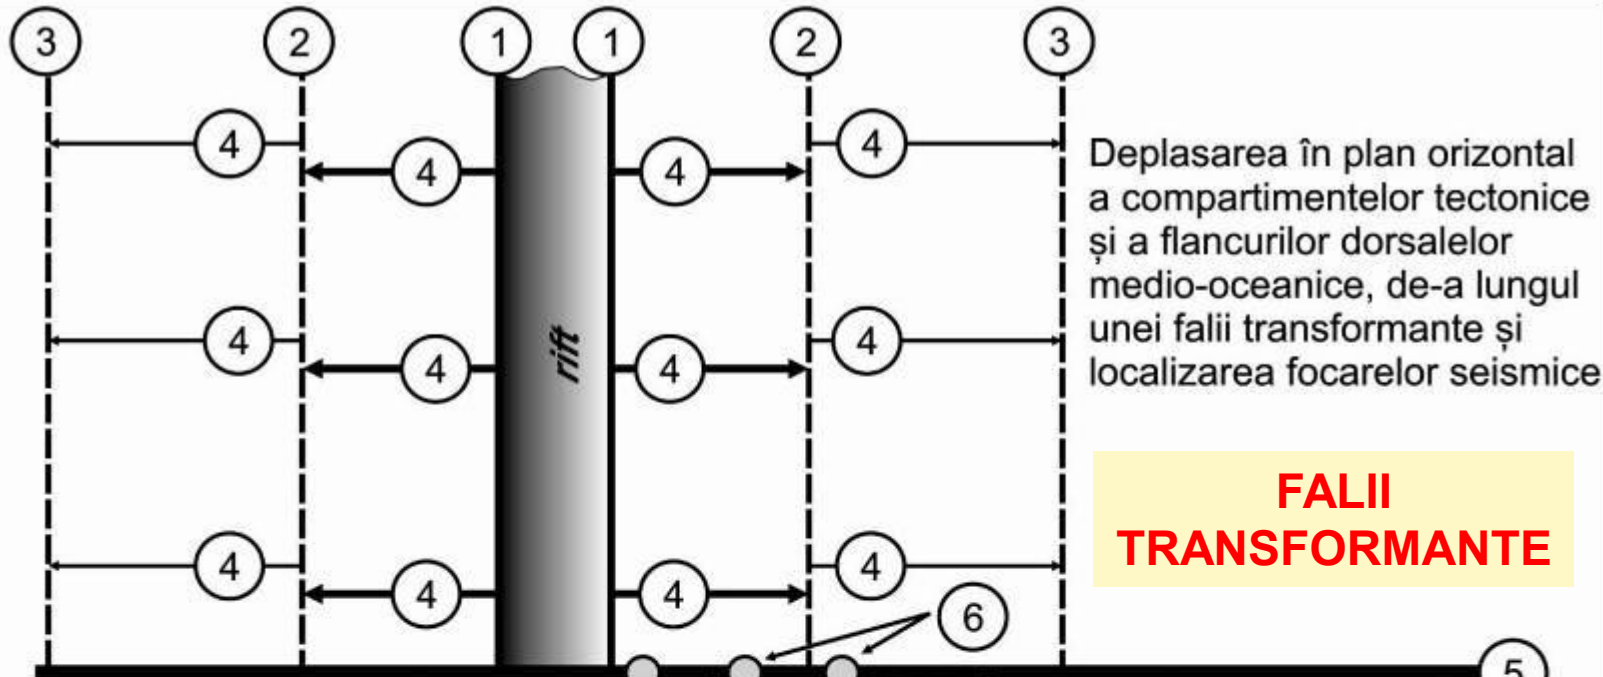 3 2 1 1 2 3
4 4 4 4
Deplasarea în plan orizontal
a compartimentelor tectonice
și a flancurilor dorsalelor
medio-oceanice, de-a lungul
unei falii transformante și
localizarea focarelor seismice
4 4 rift 4 4
FALII
TRANSFORMANTE
4 4 4 4
6
5